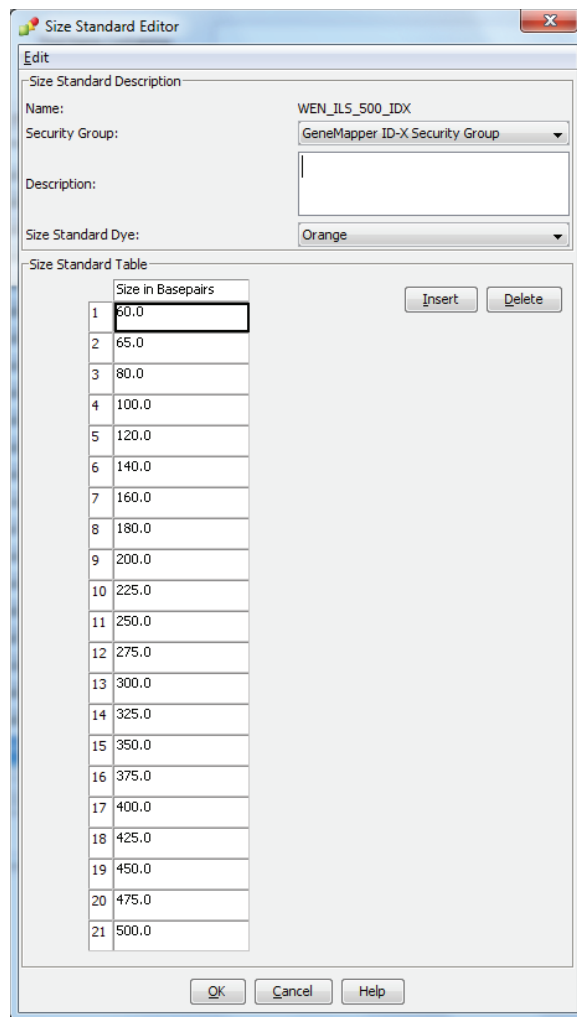 Size Standard Editor
Edit
Size Standard Description
Name: WEN_ILS_500_IDX
Security Group: GeneMapper ID-X Security Group
Description:
Size Standard Dye: Orange
Size Standard Table
Size in Basepairs
Insert Delete
1 60.0
2 65.0
3 80.0
4 100.0
5 120.0
6 140.0
7 160.0
8 180.0
9 200.0
10 225.0
11 250.0
12 275.0
13 300.0
14 325.0
15 350.0
16 375.0
17 400.0
18 425.0
19 450.0
20 475.0
21 500.0
OK Cancel Help